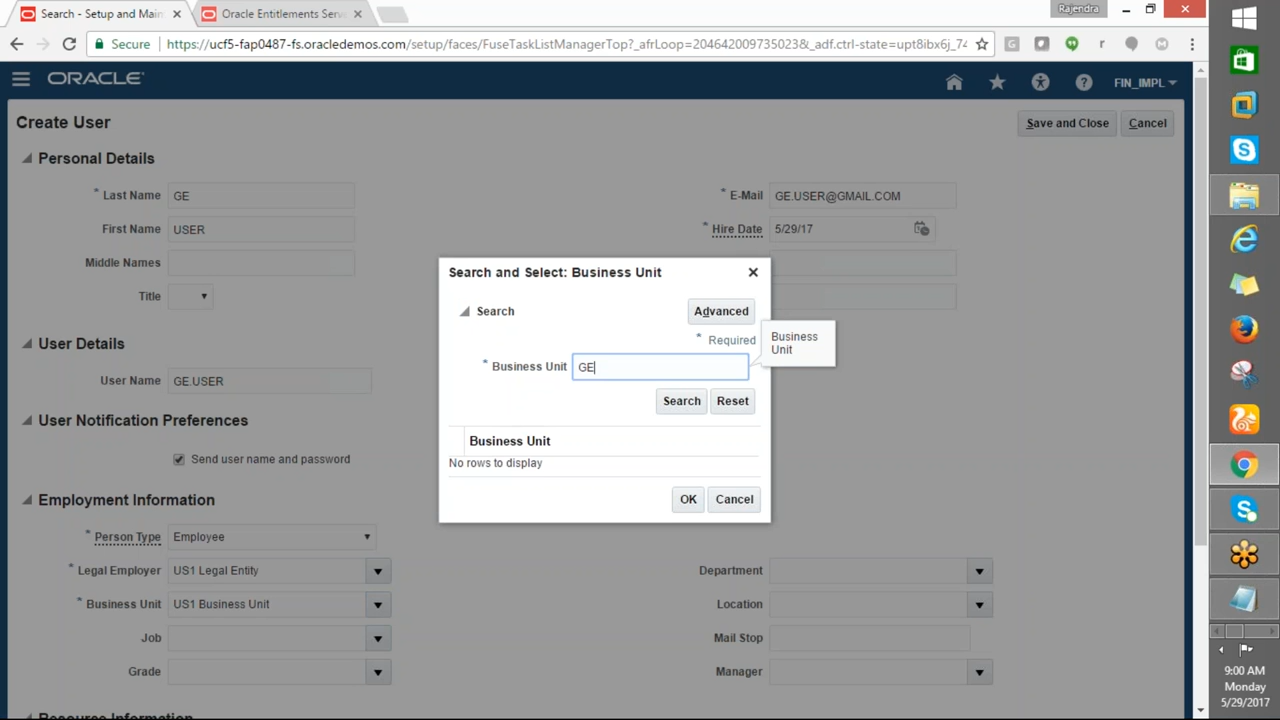 Search - Setup and Main
Oracle Entitlements Serv
Rajendra
Secure
https://ucf5-fap0487-fs.oracledemos.com/setup/faces/FuseTaskListManagerTop?_afrLoop=2046420097350238&_adf.ctrl-state=upt8ibx6j_74
ORACLE
FIN_IMPL
Create User
Save and Close
Cancel
Personal Details
* Last Name GE
* E-Mail GE.USER@GMAIL.COM
First Name USER
* Hire Date 5/29/17
Middle Names
Title
Search and Select: Business Unit
Search
Advanced
* Required
Business
Unit
* Business Unit GE
Search Reset
Business Unit
No rows to display
OK Cancel
User Details
User Name GE.USER
User Notification Preferences
Send user name and password
Employment Information
* Person Type Employee
* Legal Employer US1 Legal Entity
Department
* Business Unit US1 Business Unit
Location
Job
Mail Stop
Grade
Manager
Resource Information
9:00 AM
Monday
5/29/2017